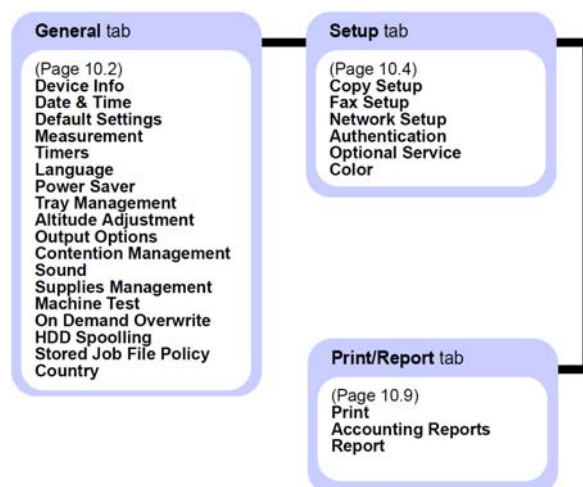 General tab
(Page 10.2)
Device Info
Date & Time
Default Settings
Measurement
Timers
Language
Power Saver
Tray Management
Altitude Adjustment
Output Options
Contention Management
Sound
Supplies Management
Machine Test
On Demand Overwrite
HDD Spoolling
Stored Job File Policy
Country
Setup tab
(Page 10.4)
Copy Setup
Fax Setup
Network Setup
Authentication
Optional Service
Color
Print/Report tab
(Page 10.9)
Print
Accounting Reports
Report